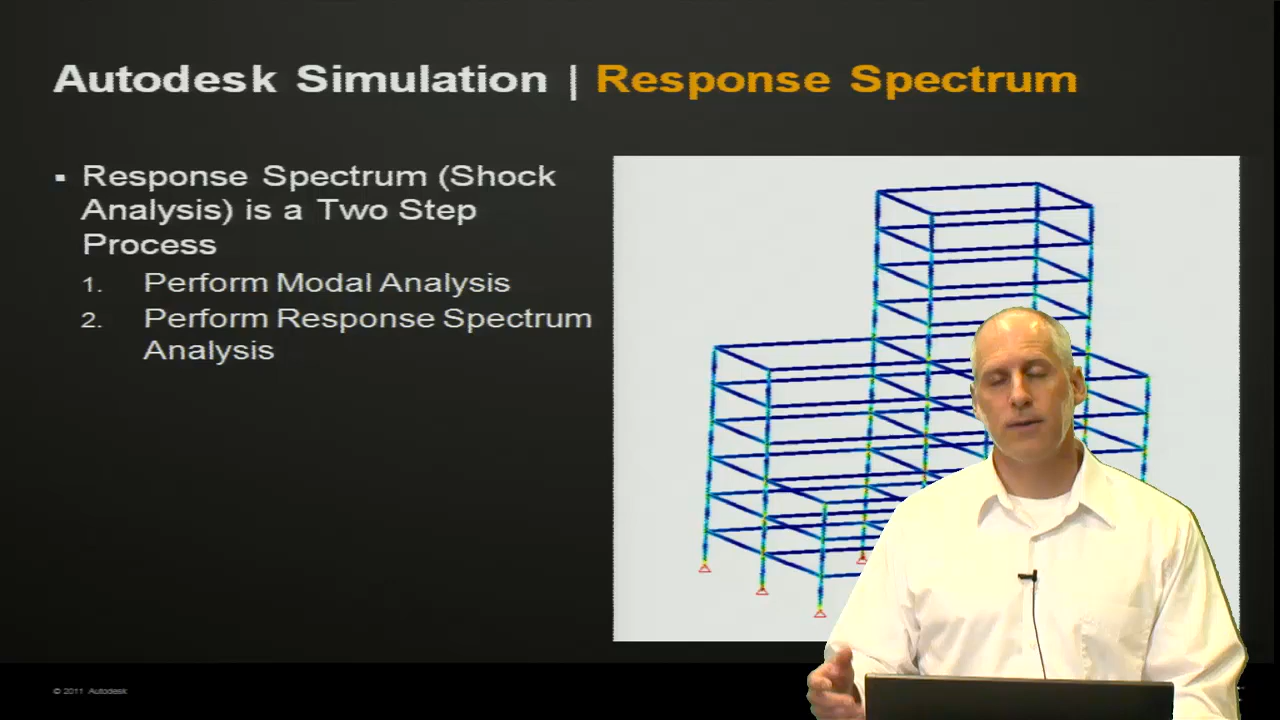 Autodesk Simulation | Response Spectrum
▪ Response Spectrum (Shock
Analysis) is a Two Step
Process
1. Perform Modal Analysis
2. Perform Response Spectrum
Analysis
© 2011 Autodesk